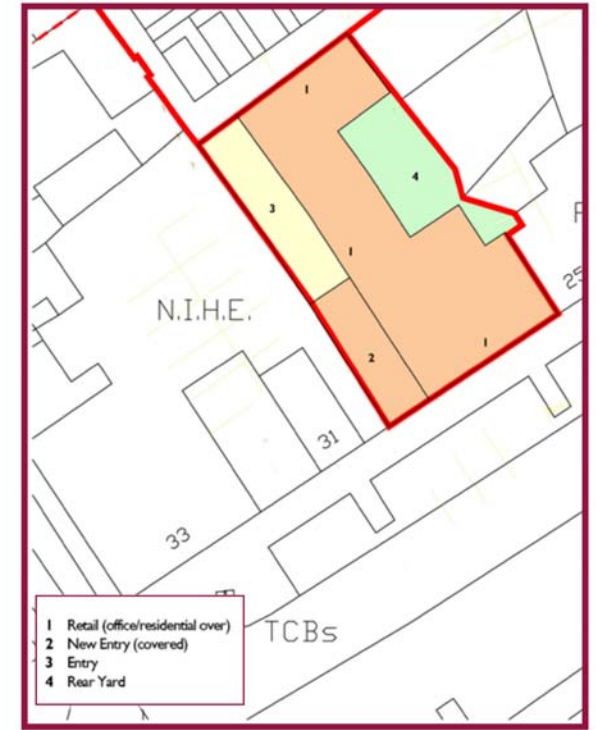 1
4
3
1
25
N.I.H.E.
1
2
31
33
TCBs
1 Retail (office/residential over)
2 New Entry (covered)
3 Entry
4 Rear Yard